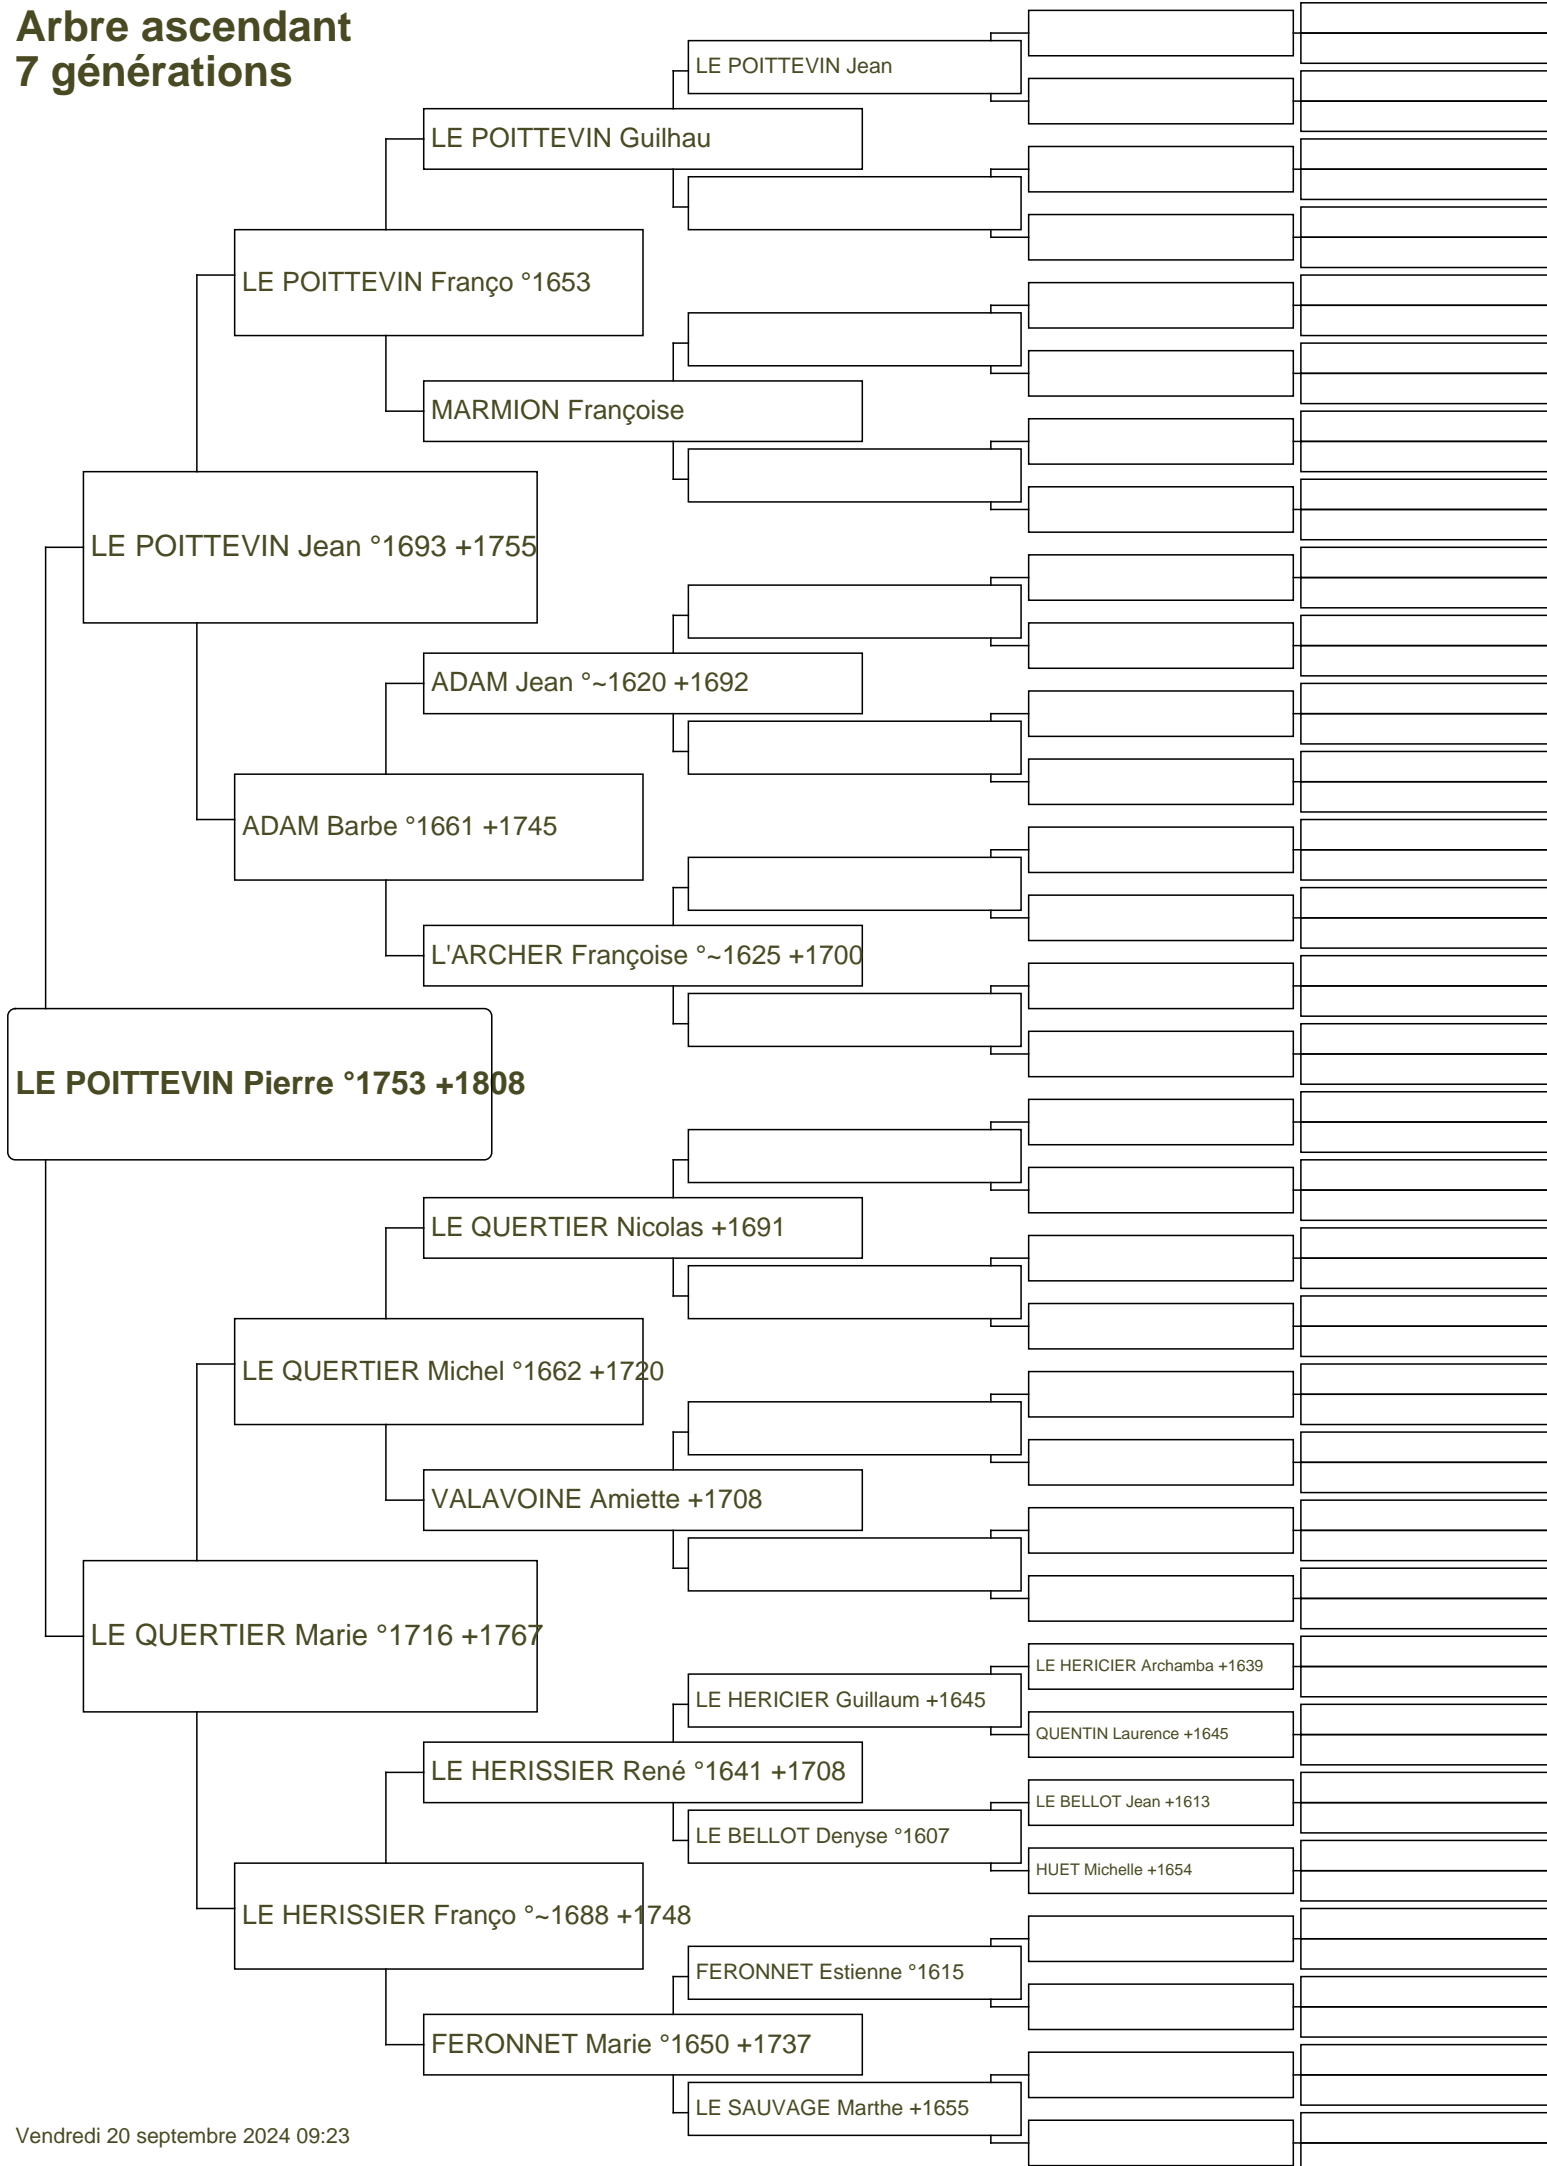 Arbre ascendant
7 générations
LE POITTEVIN Jean
LE POITTEVIN Guilhau
LE POITTEVIN Franço °1653
MARMION Françoise
LE POITTEVIN Jean °1693 +1755
ADAM Jean °~1620 +1692
ADAM Barbe °1661 +1745
L'ARCHER Françoise °~1625 +1700
LE POITTEVIN Pierre °1753 +1808
LE QUERTIER Nicolas +1691
LE QUERTIER Michel °1662 +1720
VALAVOINE Amiette +1708
LE QUERTIER Marie °1716 +1767
LE HERICIER Archamba +1639
LE HERICIER Guillaum +1645
QUENTIN Laurence +1645
LE HERISSIER René °1641 +1708
LE BELLOT Jean +1613
LE BELLOT Denyse °1607
HUET Michelle +1654
LE HERISSIER Franço °~1688 +1748
FERONNET Estienne °1615
FERONNET Marie °1650 +1737
LE SAUVAGE Marthe +1655
Vendredi 20 septembre 2024 09:23